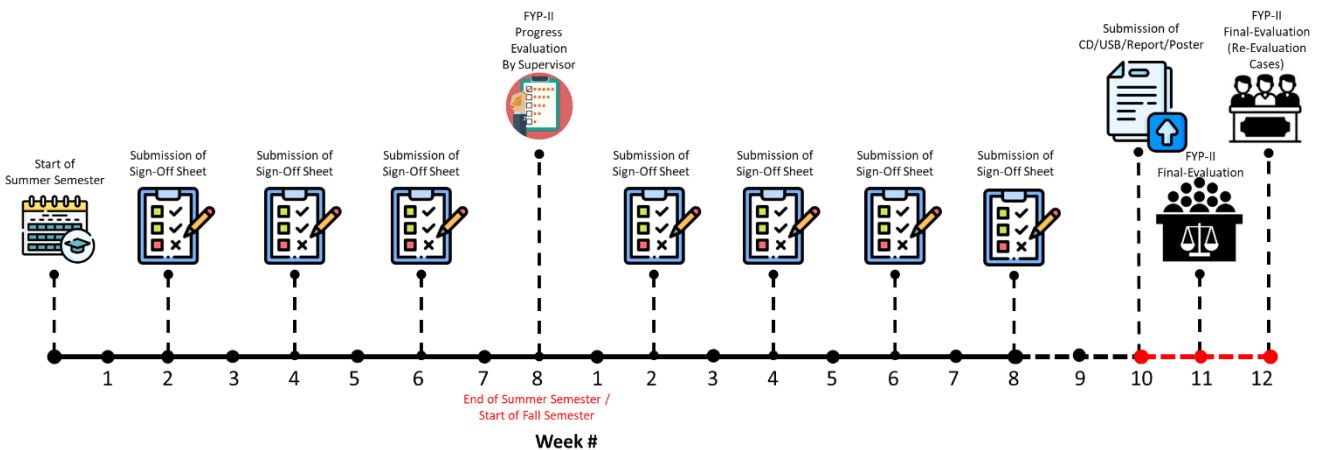 FYP-II
Progress
Evaluation
By Supervisor
Submission of
CD/USB/Report/Poster
FYP-II
Final-Evaluation
(Re-Evaluation
Cases)
Start of
Summer Semester
Submission of
Sign-Off Sheet
Submission of
Sign-Off Sheet
Submission of
Sign-Off Sheet
Submission of
Sign-Off Sheet
Submission of
Sign-Off Sheet
Submission of
Sign-Off Sheet
Submission of
Sign-Off Sheet
FYP-II
Final-Evaluation
1 2 3 4 5 6 7 8 1 2 3 4 5 6 7 8 9 10 11 12
End of Summer Semester /
Start of Fall Semester
Week #